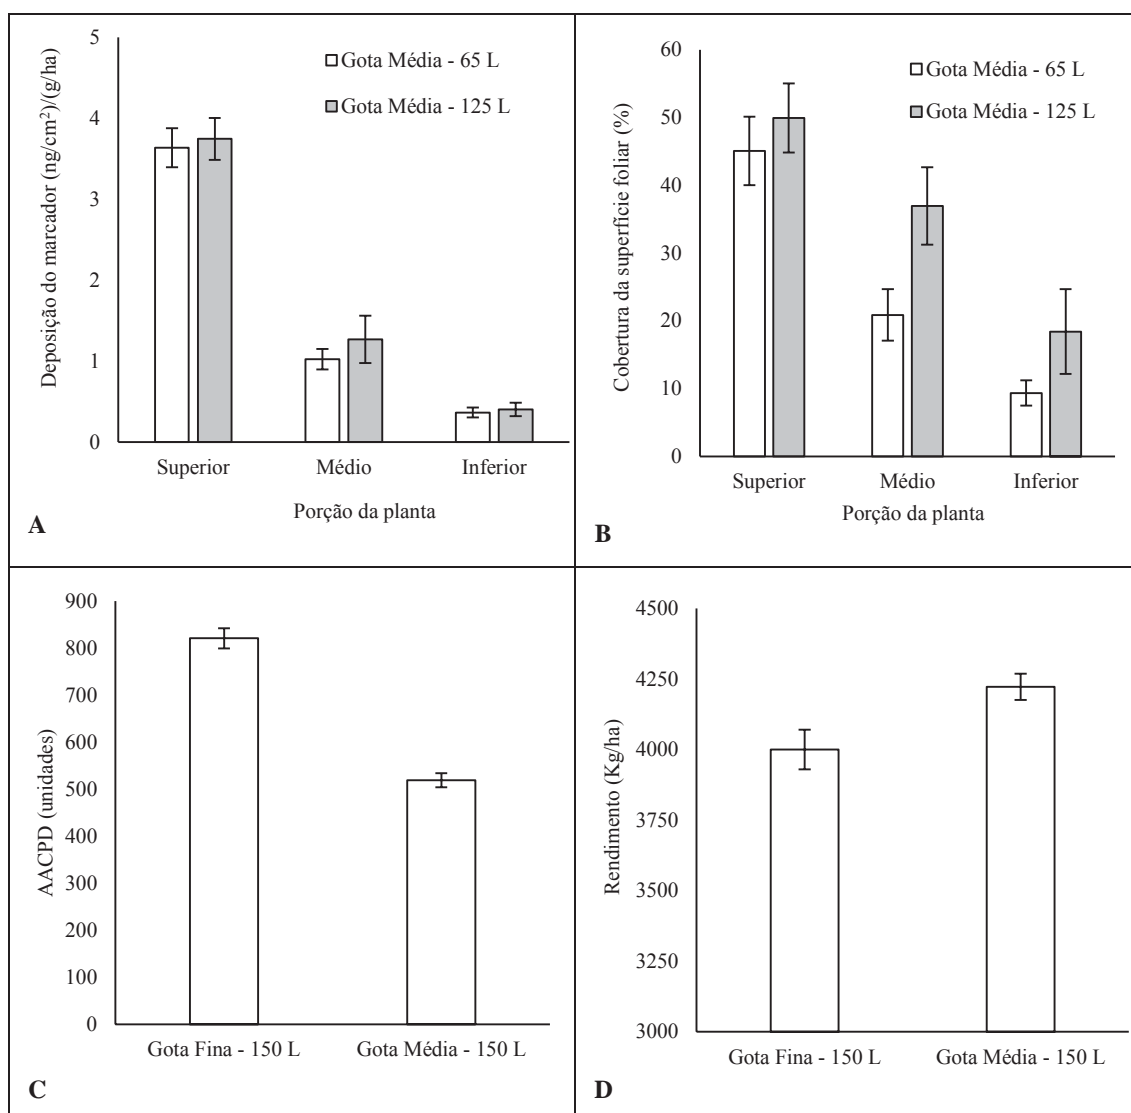 Deposição do marcador (ng/cm²)/(g/ha)
5
4
3
2
1
0
Gota Média - 65 L
Gota Média - 125 L
Superior
Médio
Inferior
Porção da planta
A
Cobertura da superfície foliar (%)
60
50
40
30
20
10
0
Gota Média - 65 L
Gota Média - 125 L
Superior
Médio
Inferior
Porção da planta
B
AACPD (unidades)
900
800
700
600
500
400
300
200
100
0
Gota Fina - 150 L
Gota Média - 150 L
C
Rendimento (Kg/ha)
4500
4250
4000
3750
3500
3250
3000
Gota Fina - 150 L
Gota Média - 150 L
D